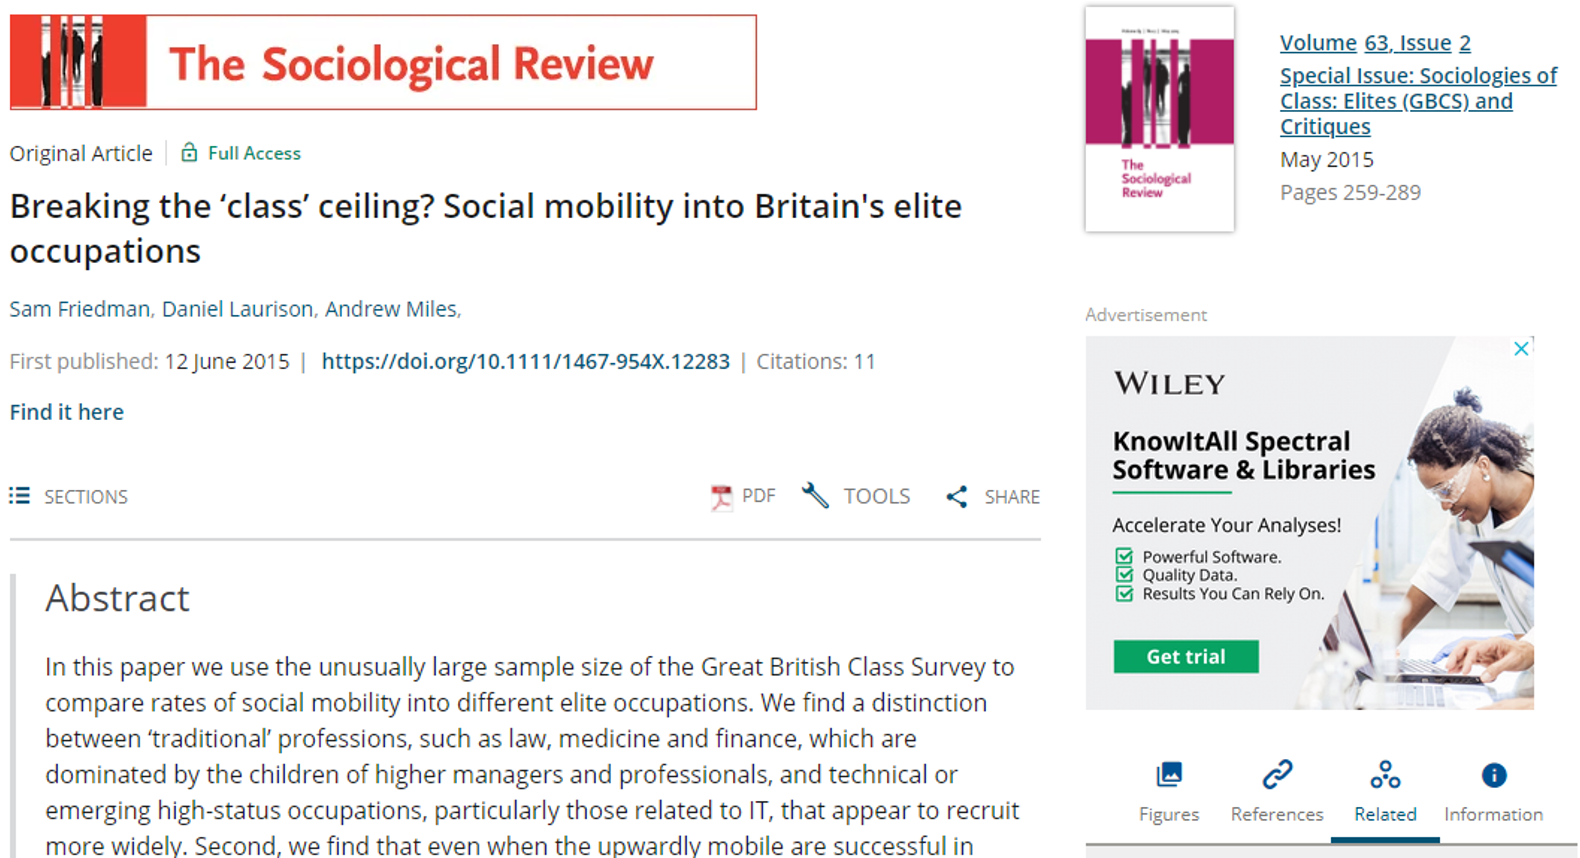 The Sociological Review
Original Article
Full Access
Breaking the ‘class’ ceiling? Social mobility into Britain's elite
occupations
Sam Friedman, Daniel Laurison, Andrew Miles,
First published: 12 June 2015 | https://doi.org/10.1111/1467-954X.12283 | Citations: 11
Find it here
SECTIONS
PDF
TOOLS
SHARE
Abstract
In this paper we use the unusually large sample size of the Great British Class Survey to
compare rates of social mobility into different elite occupations. We find a distinction
between ‘traditional’ professions, such as law, medicine and finance, which are
dominated by the children of higher managers and professionals, and technical or
emerging high-status occupations, particularly those related to IT, that appear to recruit
more widely. Second, we find that even when the upwardly mobile are successful in
The
Sociological
Review
Volume 63, Issue 2
Special Issue: Sociologies of
Class: Elites (GBCS) and
Critiques
May 2015
Pages 259-289
Advertisement
WILEY
KnowItAll Spectral
Software & Libraries
Accelerate Your Analyses!
Powerful Software.
Quality Data.
Results You Can Rely On.
Get trial
Figures
References
Related
Information